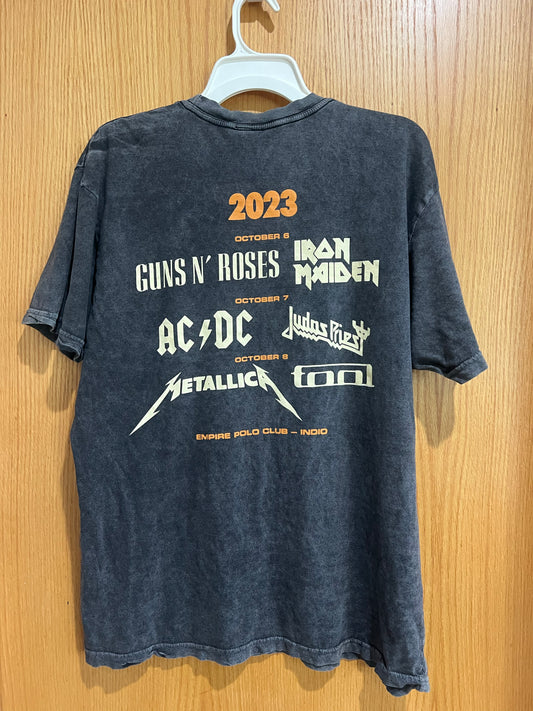 2023
OCTOBER 6
GUNS N' ROSES IRON MAIDEN
OCTOBER 7
AC⚡DC Judas Priest
OCTOBER 8
METALLICA TOOL
EMPIRE POLO CLUB – INDIO